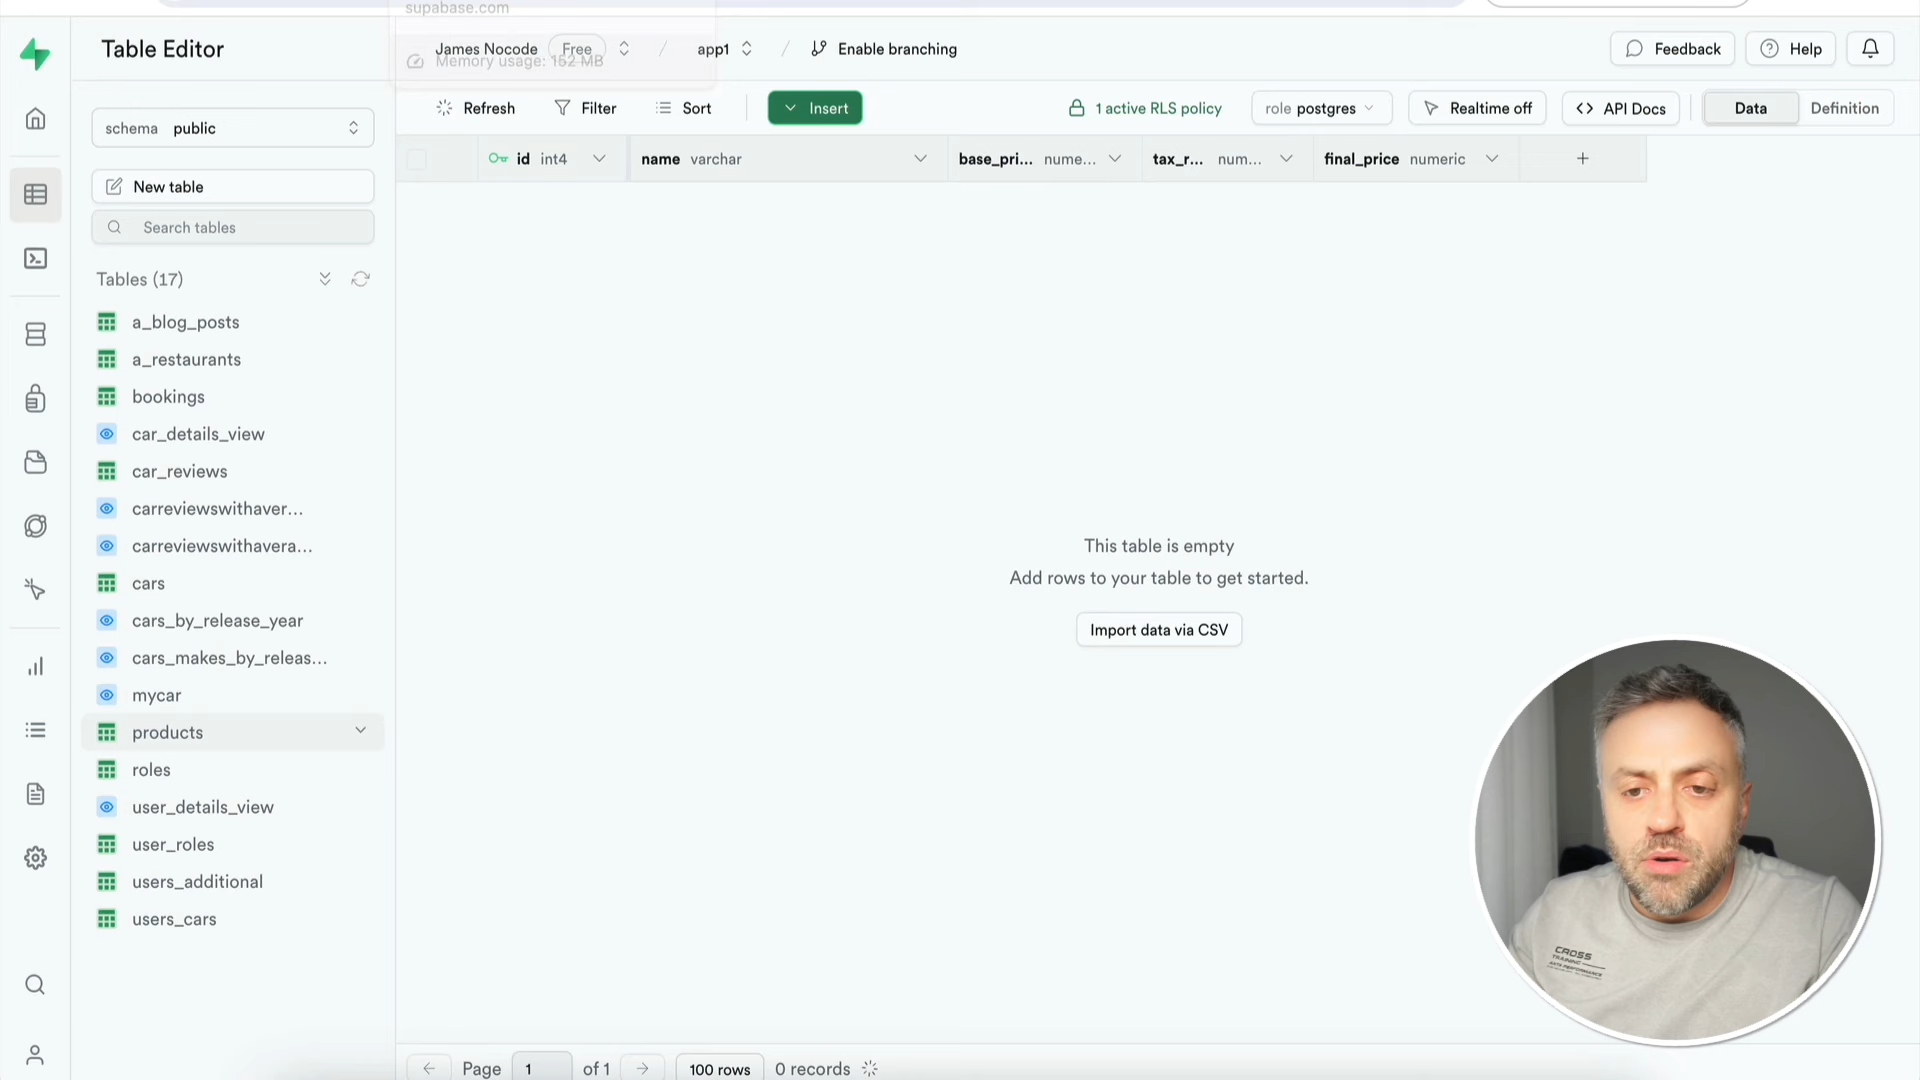 supabase.com
Table Editor
James Nocode
Free
/
app1
/
Enable branching
Feedback
Help
Memory usage: 152 MB
schema public
Refresh
Filter
Sort
Insert
1 active RLS policy
role postgres
Realtime off
API Docs
Data
Definition
id int4
name varchar
base_pri... nume...
tax_r... num...
final_price numeric
+
New table
Search tables
Tables (17)
a_blog_posts
a_restaurants
bookings
car_details_view
car_reviews
carreviewswithaver...
carreviewswithavera...
cars
cars_by_release_year
cars_makes_by_releas...
mycar
products
roles
user_details_view
user_roles
users_additional
users_cars
This table is empty
Add rows to your table to get started.
Import data via CSV
CROSS
TRAINING
Page 1 of 1
100 rows
0 records